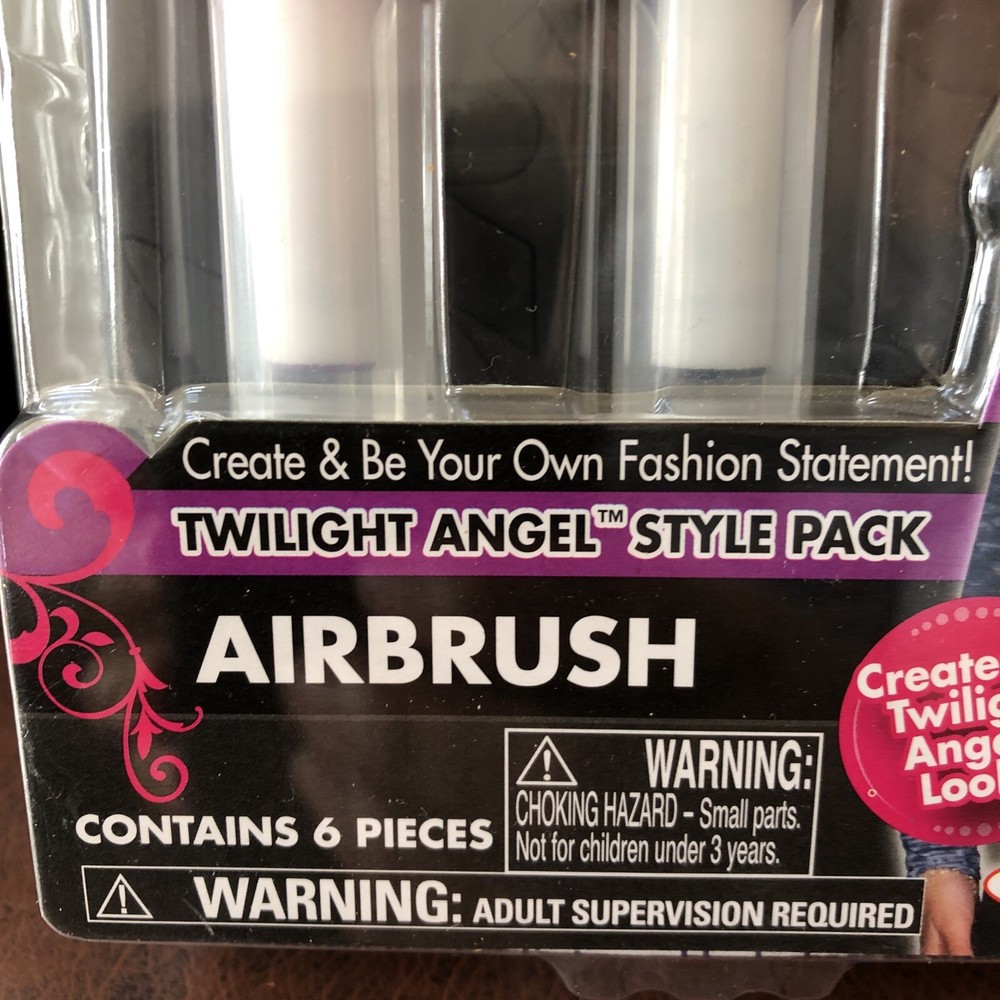 Create & Be Your Own Fashion Statement!
TWILIGHT ANGEL™ STYLE PACK
AIRBRUSH
Create
CONTAINS 6 PIECES
WARNING:
CHOKING HAZARD – Small parts.
Not for children under 3 years.
WARNING: ADULT SUPERVISION REQUIRED